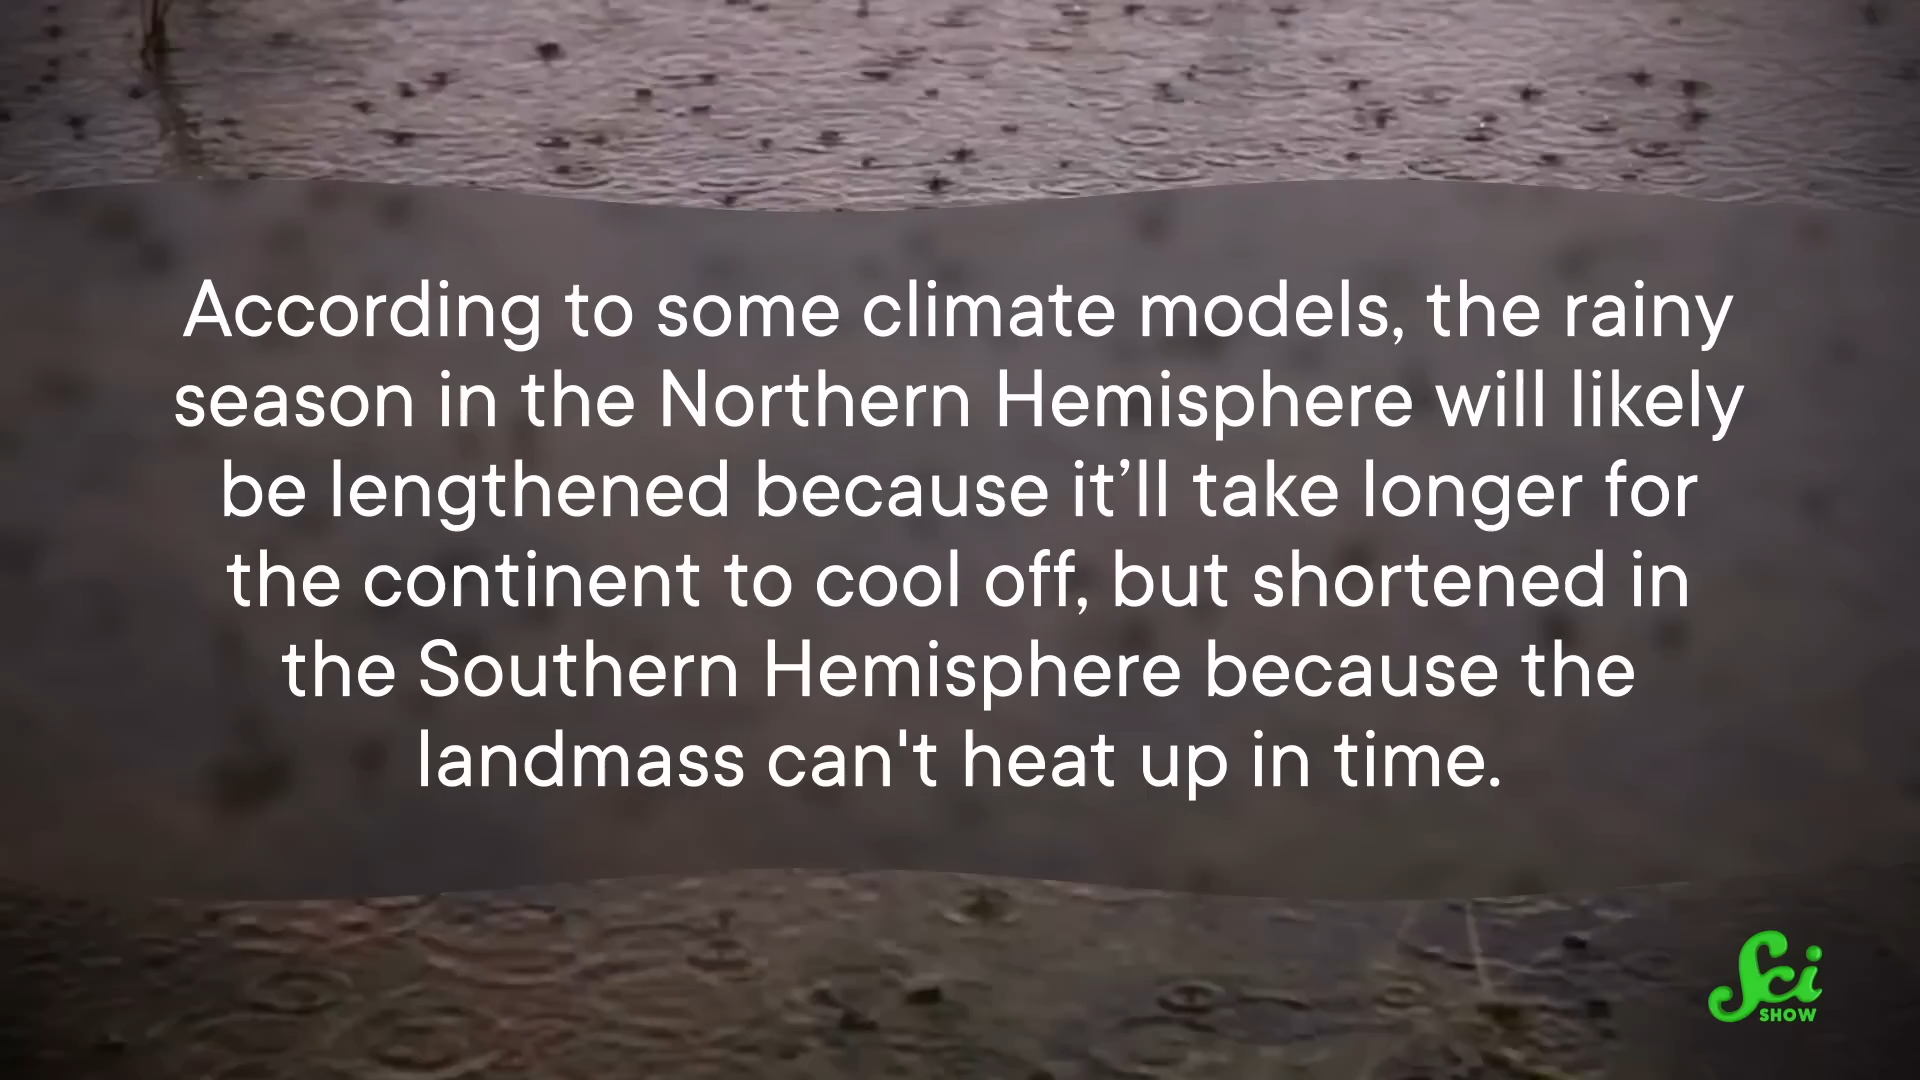 According to some climate models, the rainy
season in the Northern Hemisphere will likely
be lengthened because it’ll take longer for
the continent to cool off, but shortened in
the Southern Hemisphere because the
landmass can't heat up in time.
Sci
SHOW